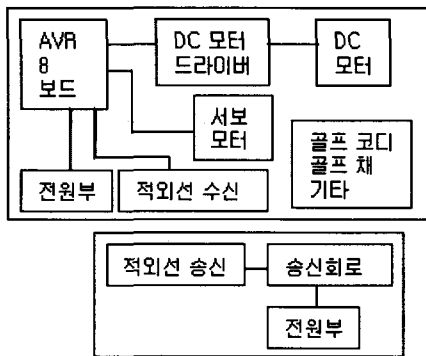 AVR
8
보드
DC 모터
드라이버
DC
모터
서보
모터
골프 코디
골프 채
기타
전원부
적외선 수신
적외선 송신
송신회로
전원부